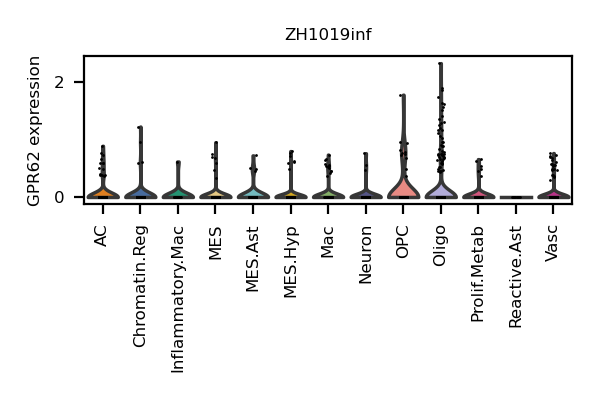 ZH1019inf
GPR62 expression
2
0
AC
Chromatin.Reg
Inflammatory.Mac
MES
MES.Ast
MES.Hyp
Mac
Neuron
OPC
Oligo
Prolif.Metab
Reactive.Ast
Vasc